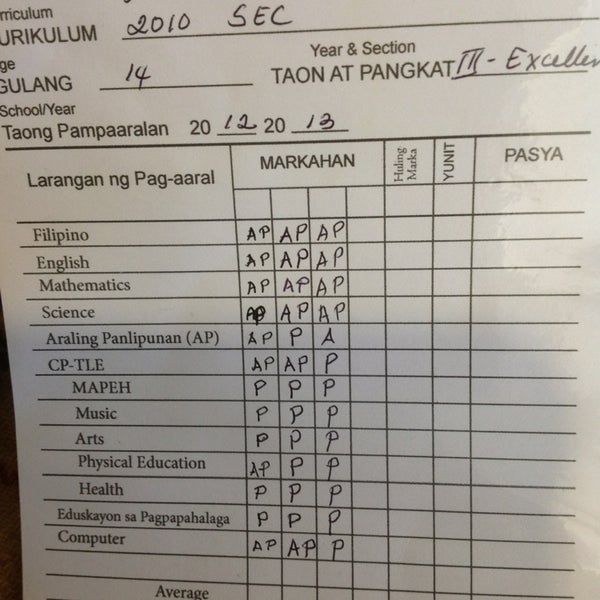 rriculum
URIKULUM 2010 SEC
ge Year & Section
GULANG 14 TAON AT PANGKAT III - Excellen
School/Year
Taong Pampaaralan 20 12 20 13
Larangan ng Pag-aaral MARKAHAN Huling Marka YUNIT PASYA
Filipino AP AP AP
English AP AP AP
Mathematics AP AP AP
Science AP AP AP
Araling Panlipunan (AP) AP P A
CP-TLE AP AP P
MAPEH P P P
Music P P P
Arts P P P
Physical Education AP P P
Health P P P
Eduskayon sa Pagpapahalaga P P P
Computer AP AP P
Average